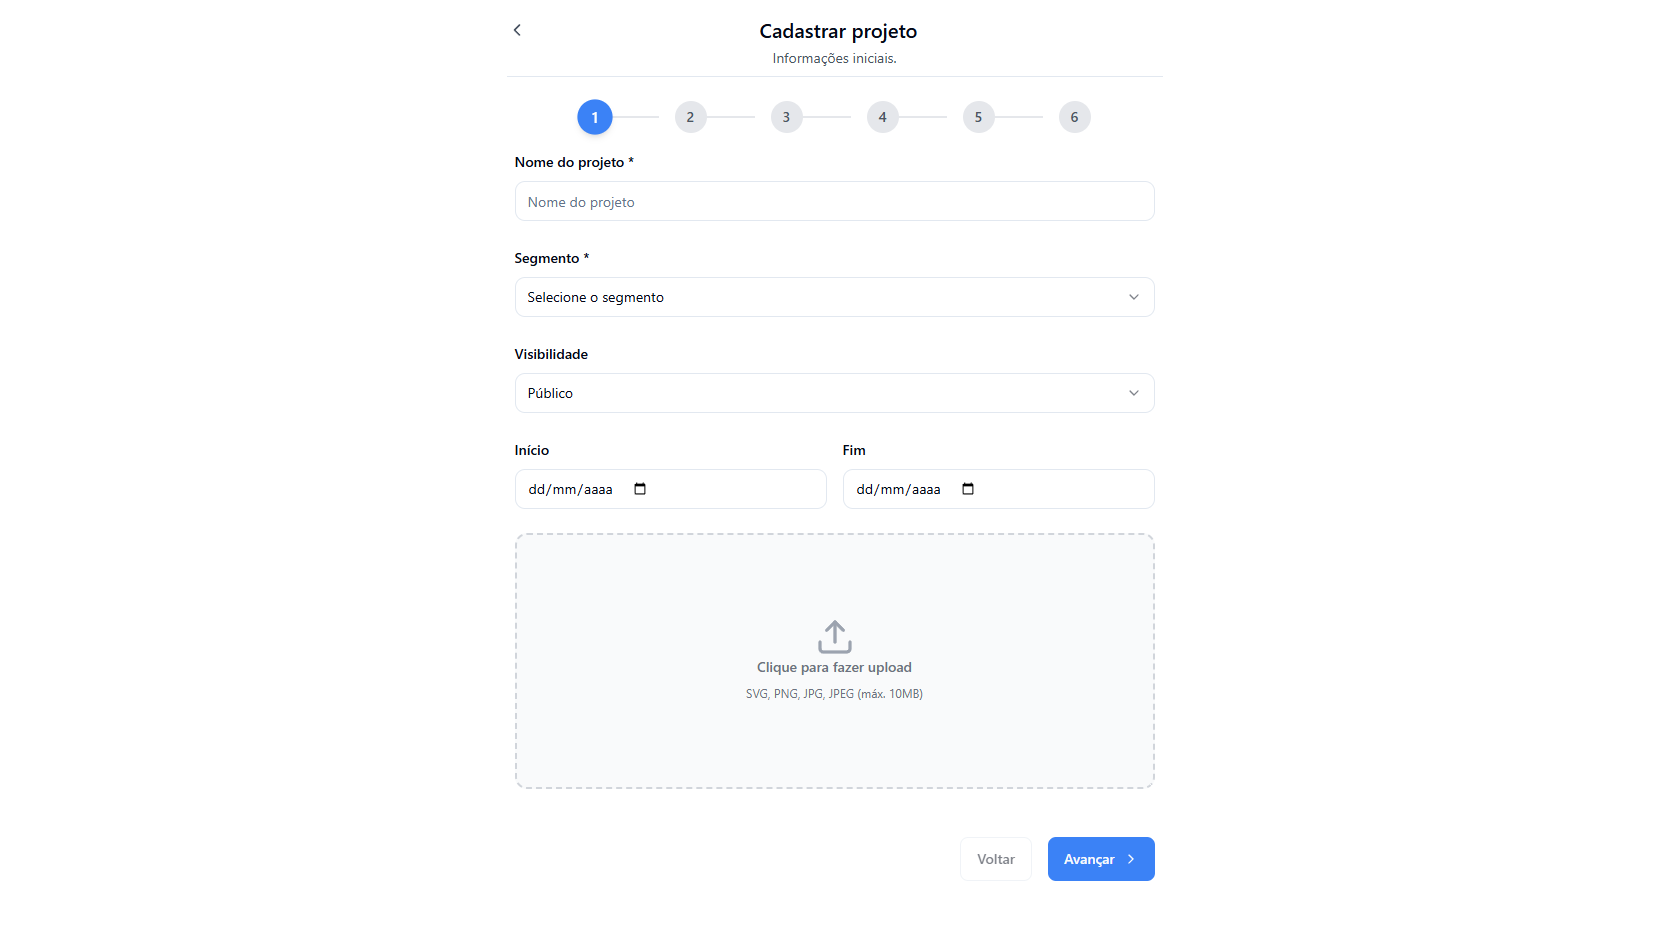 Cadastrar projeto
Informações iniciais.
1 2 3 4 5 6
Nome do projeto *
Nome do projeto
Segmento *
Selecione o segmento
Visibilidade
Público
Início Fim
dd/mm/aaaa dd/mm/aaaa
Clique para fazer upload
SVG, PNG, JPG, JPEG (máx. 10MB)
Voltar Avançar